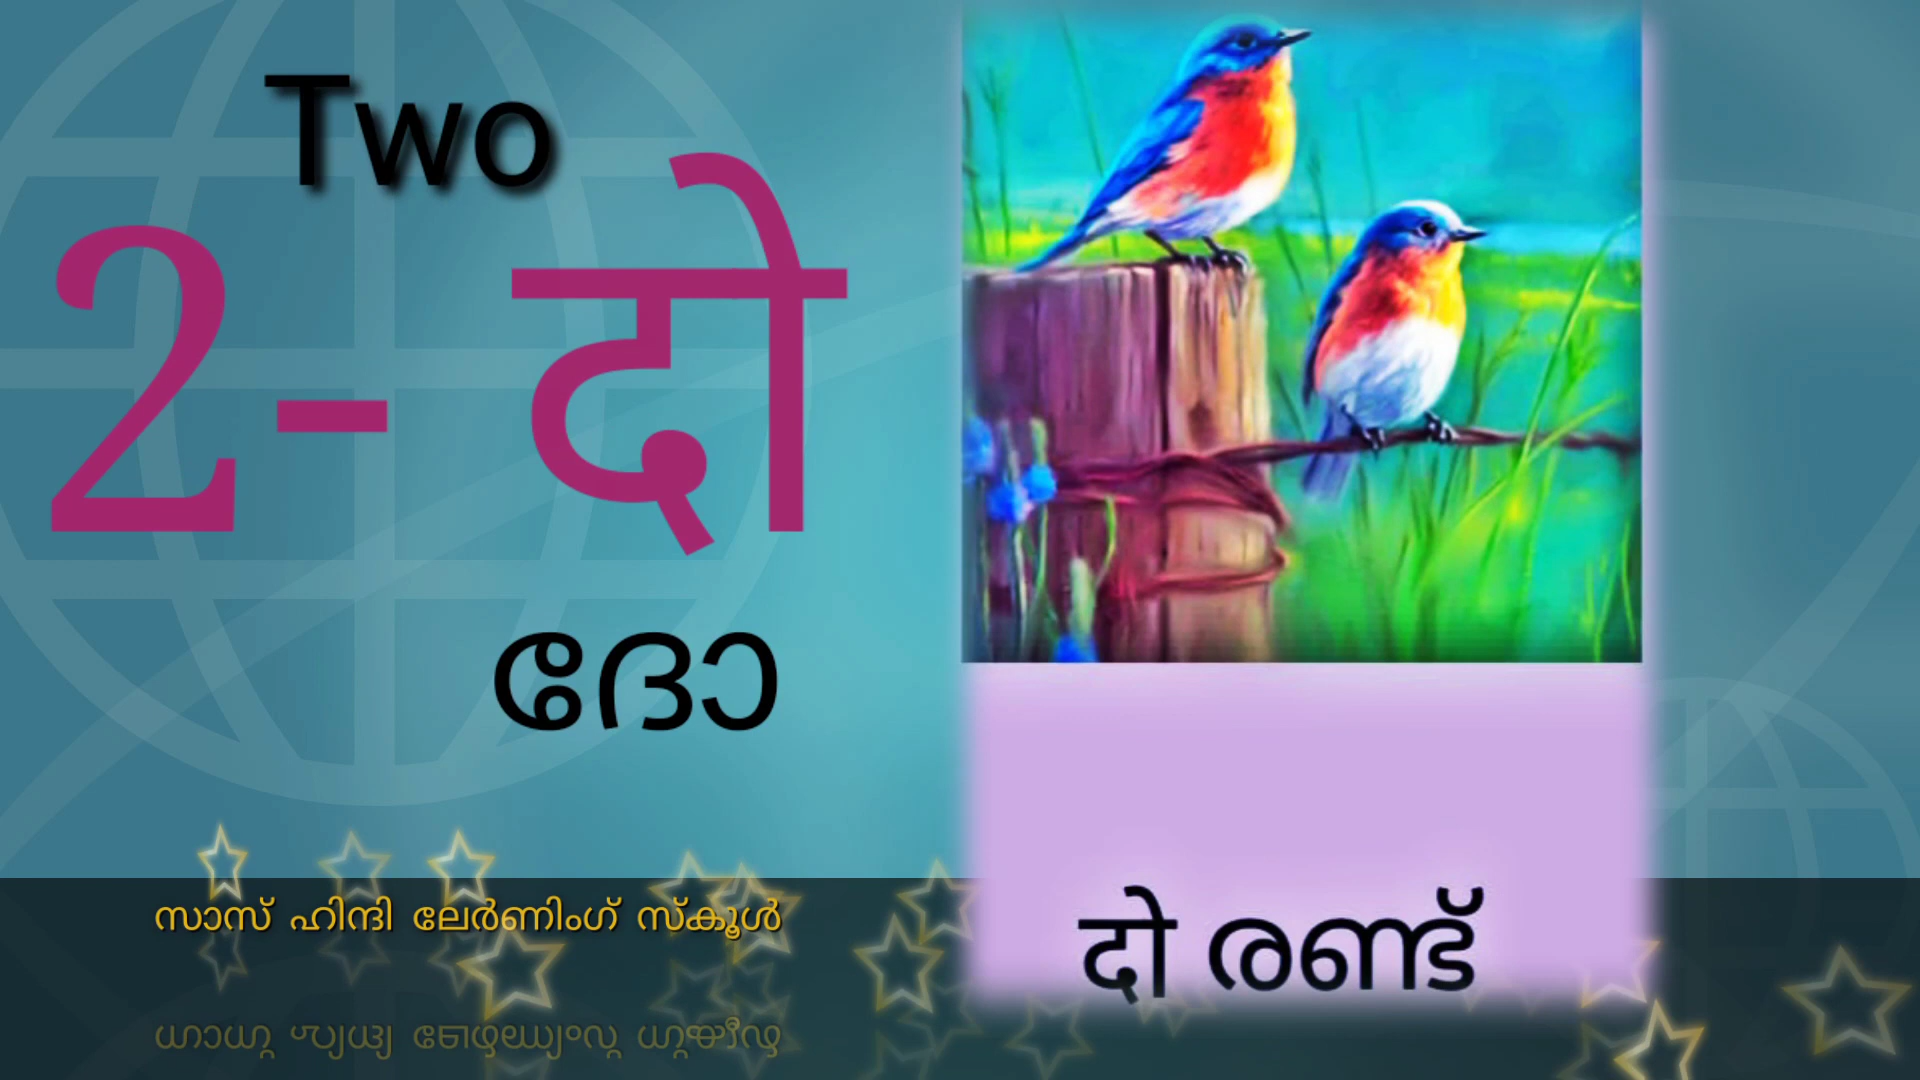 Two
2- दो
ദോ
दो രണ്ട്
സാസ് ഹിന്ദി ലേർണിംഗ് സ്കൂൾ